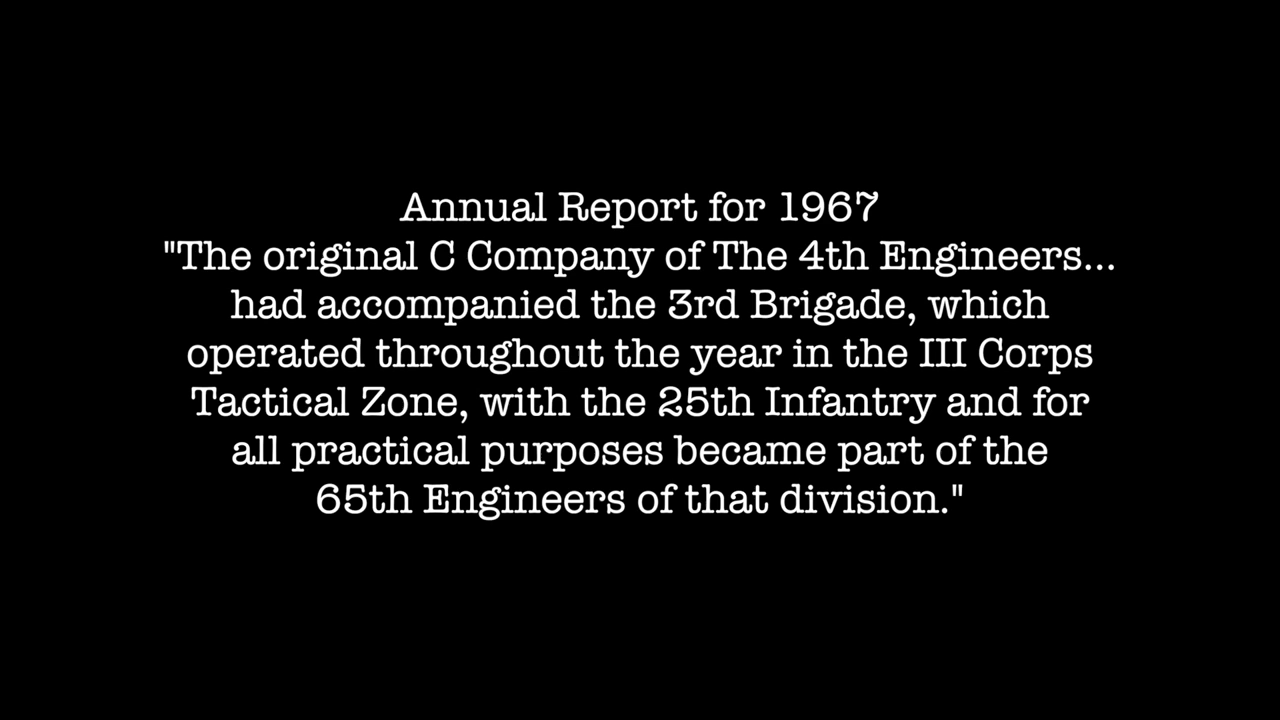 Annual Report for 1967
"The original C Company of The 4th Engineers...
had accompanied the 3rd Brigade, which
operated throughout the year in the III Corps
Tactical Zone, with the 25th Infantry and for
all practical purposes became part of the
65th Engineers of that division."